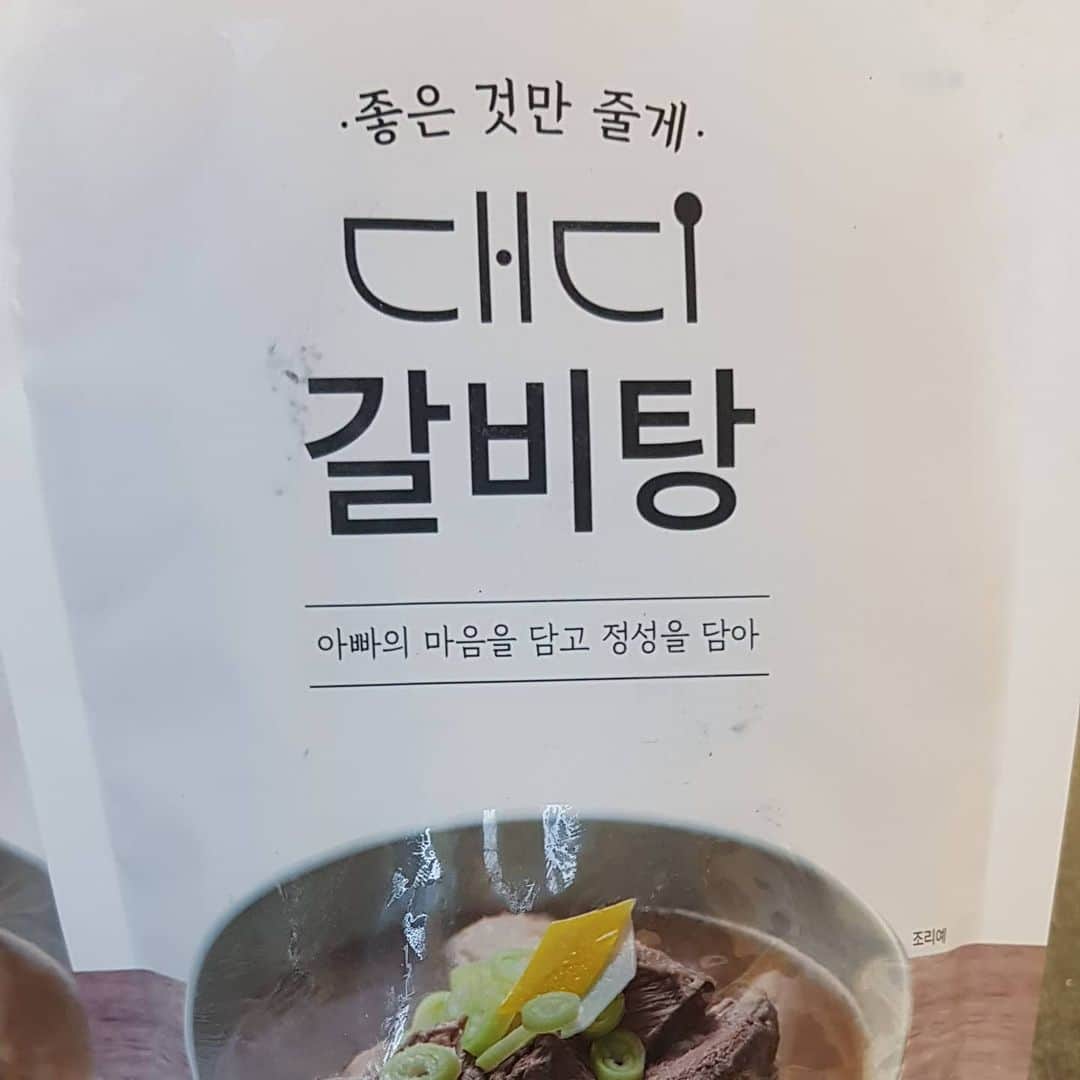 ·좋은 것만 줄게·
대디
갈비탕
아빠의 마음을 담고 정성을 담아
조리예